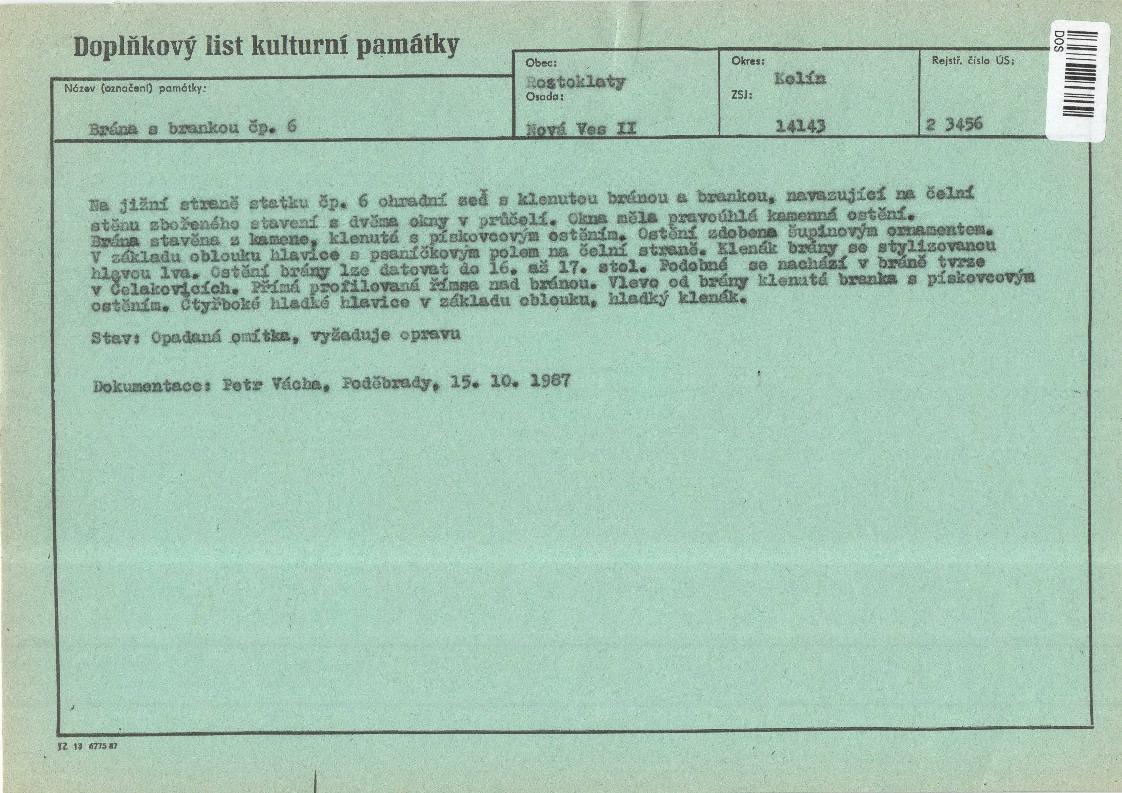 Doplňkový list kulturní památky
Název (označení) památky:
Brána s brankou čp. 6
Obec:
Rostoklaty
Osada:
Nová Ves II
Okres:
Kolín
ZSJ:
14143
Rejstř. číslo ÚS:
2 3456
DOS
Na jižní straně statku čp. 6 ohradní zeď s klenutou bránou a brankou, navazující na čelní
stěnu zbořeného stavení s dvěma okny v průčelí. Okna měla pravoúhlá kamenná ostění.
Brána stavěna z kamene, klenutá s pískovcovým ostěním. Ostění zdobena šupinovým ornamentem.
V základu oblouku hlavice s psaníčkovým polem na čelní straně. Klenák brány se stylizovanou
hlavou lva. Ostění brány lze datovat do 16. až 17. stol. Podobná se nachází v bráně tvrze
v Čelakovicích. Přímá profilovaná římsa nad bránou. Vlevo od brány klenutá branka s pískovcovým
ostěním. Čtyřboké hladké hlavice v základu oblouku, hladký klenák.
Stav: Opadaná omítka, vyžaduje opravu
Dokumentace: Petr Vácha, Poděbrady, 15. 10. 1987
TZ 13 6775 87